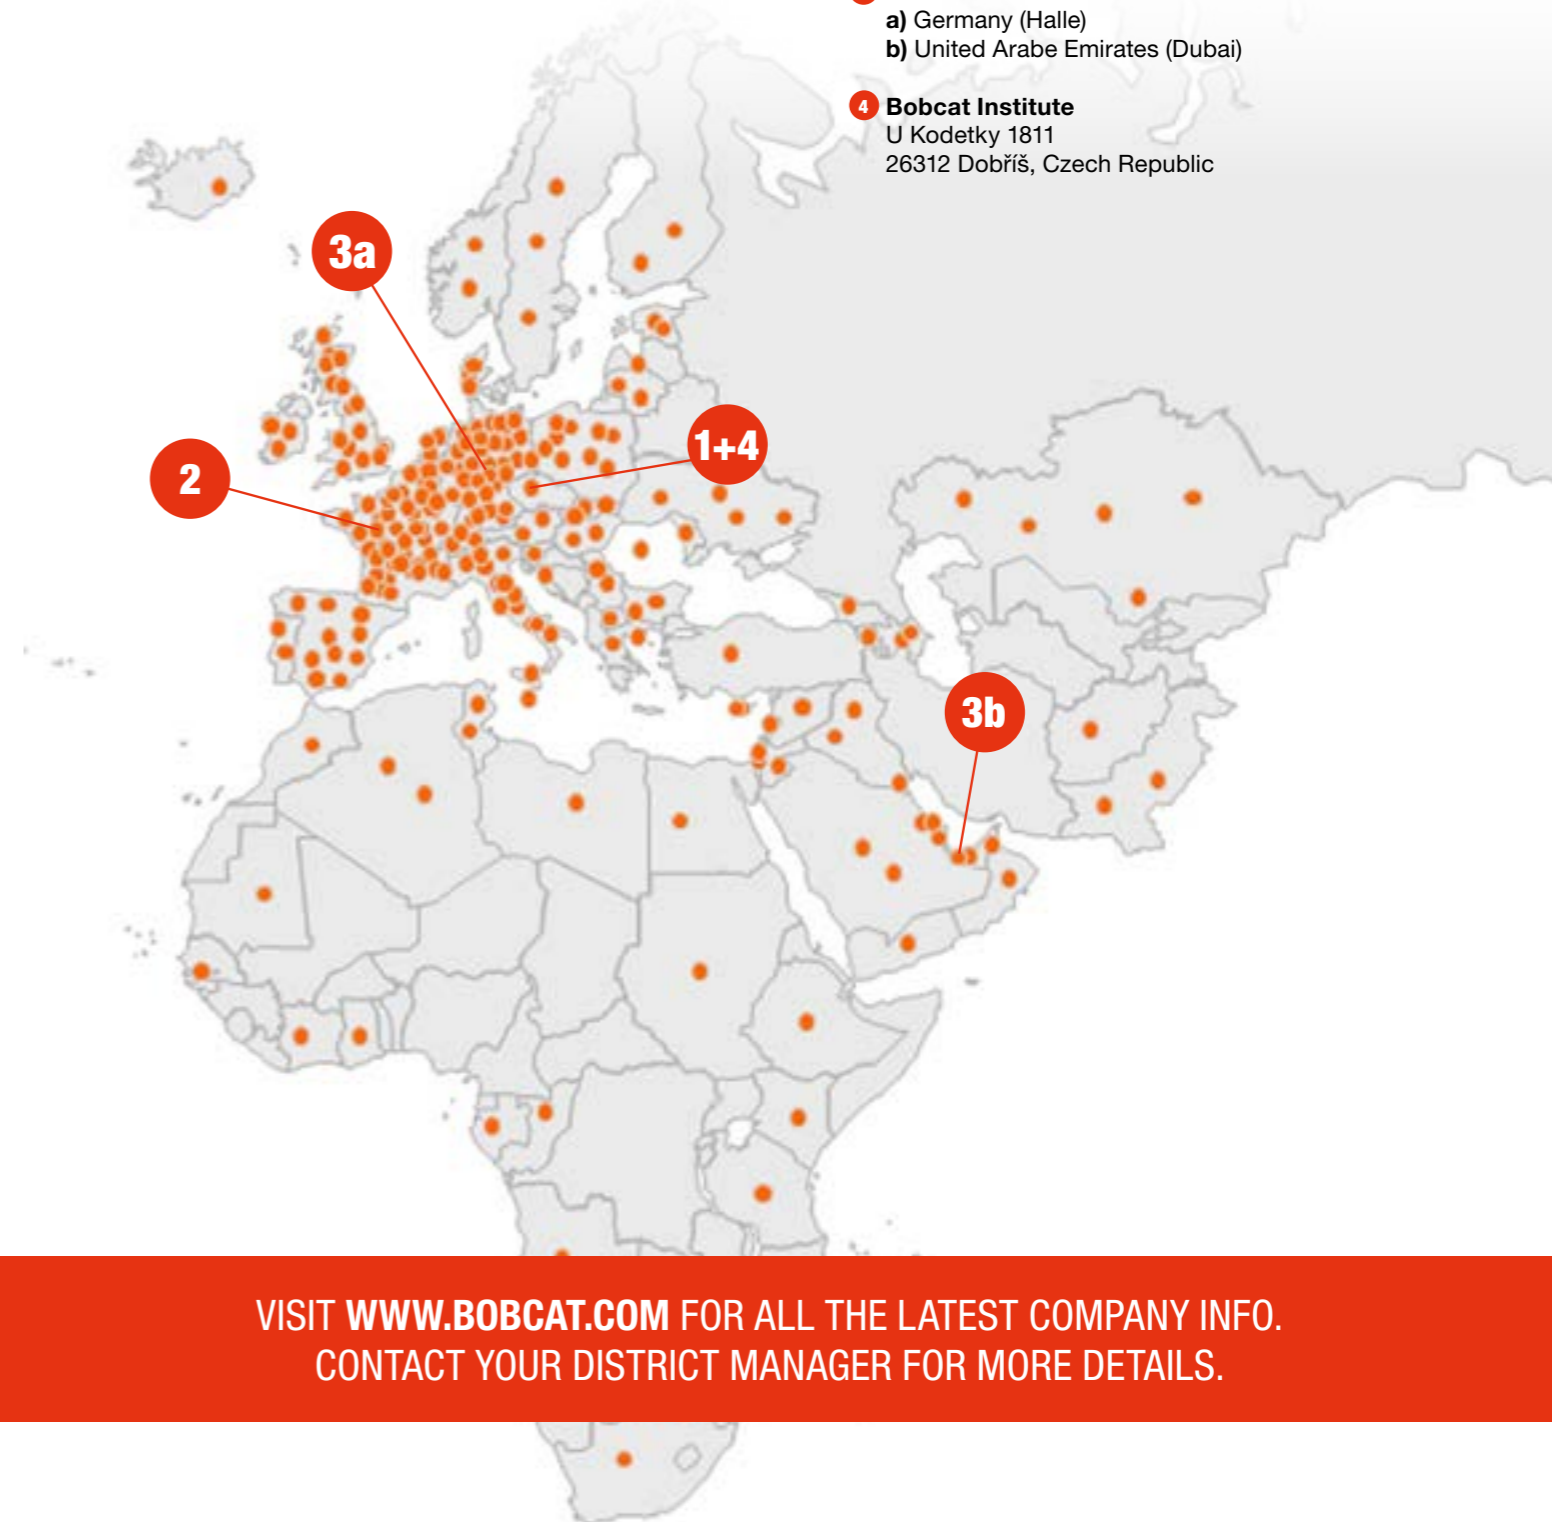 a) Germany (Halle)
b) United Arabe Emirates (Dubai)
4 Bobcat Institute
U Kodetky 1811
26312 Dobříš, Czech Republic
3a
1+4
2
3b
VISIT WWW.BOBCAT.COM FOR ALL THE LATEST COMPANY INFO.
CONTACT YOUR DISTRICT MANAGER FOR MORE DETAILS.